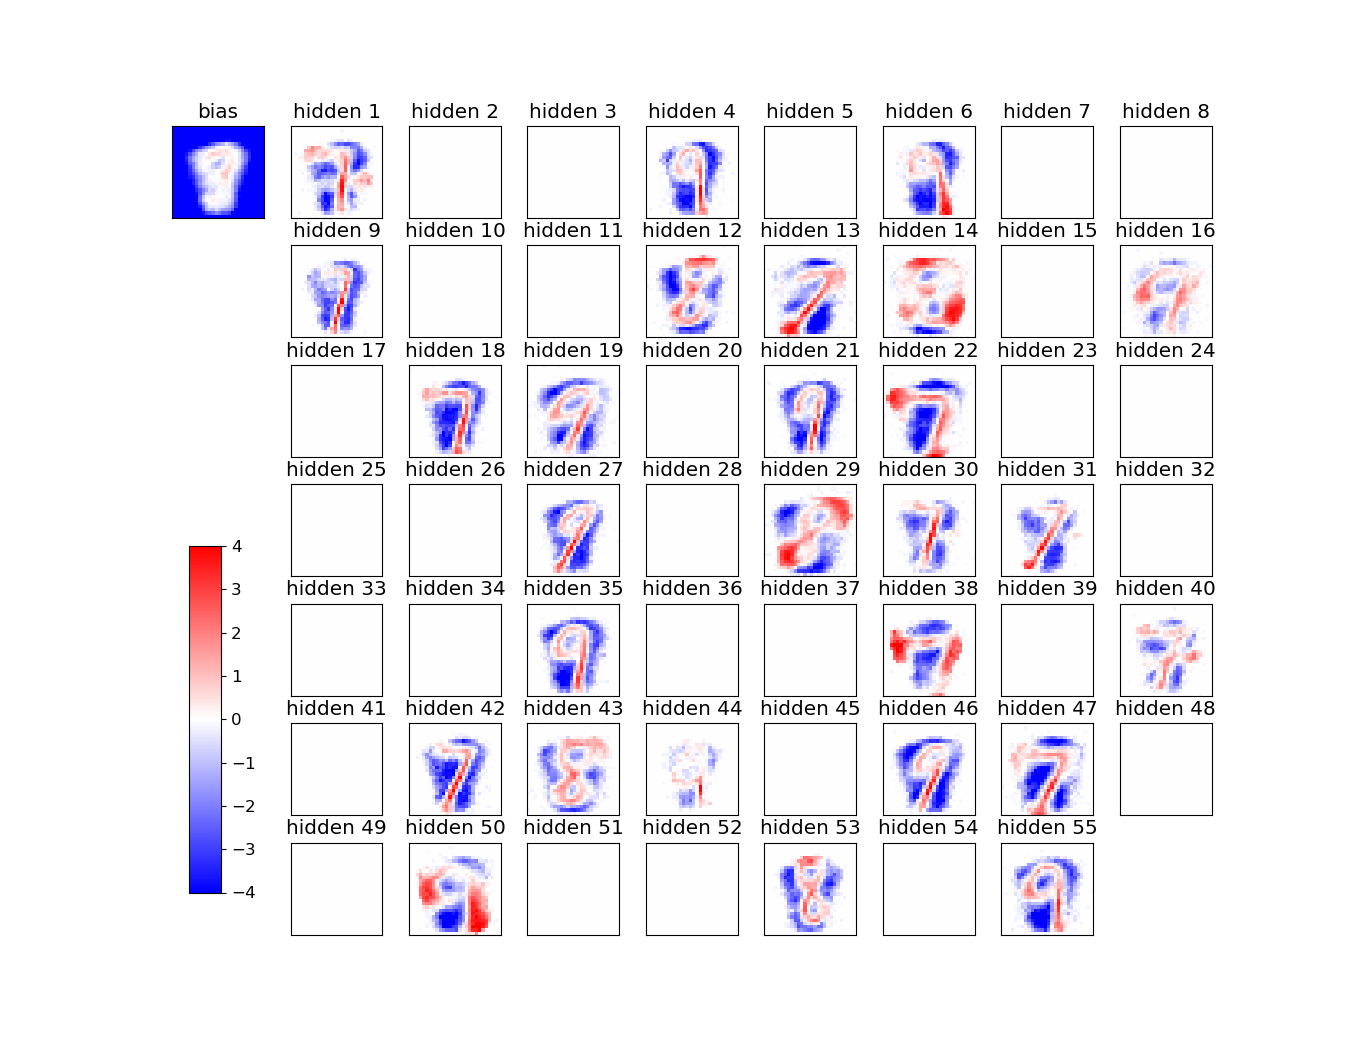 bias hidden 1 hidden 2 hidden 3 hidden 4 hidden 5 hidden 6 hidden 7 hidden 8
hidden 9 hidden 10 hidden 11 hidden 12 hidden 13 hidden 14 hidden 15 hidden 16
hidden 17 hidden 18 hidden 19 hidden 20 hidden 21 hidden 22 hidden 23 hidden 24
hidden 25 hidden 26 hidden 27 hidden 28 hidden 29 hidden 30 hidden 31 hidden 32
hidden 33 hidden 34 hidden 35 hidden 36 hidden 37 hidden 38 hidden 39 hidden 40
hidden 41 hidden 42 hidden 43 hidden 44 hidden 45 hidden 46 hidden 47 hidden 48
hidden 49 hidden 50 hidden 51 hidden 52 hidden 53 hidden 54 hidden 55
4
3
2
1
0
−1
−2
−3
−4